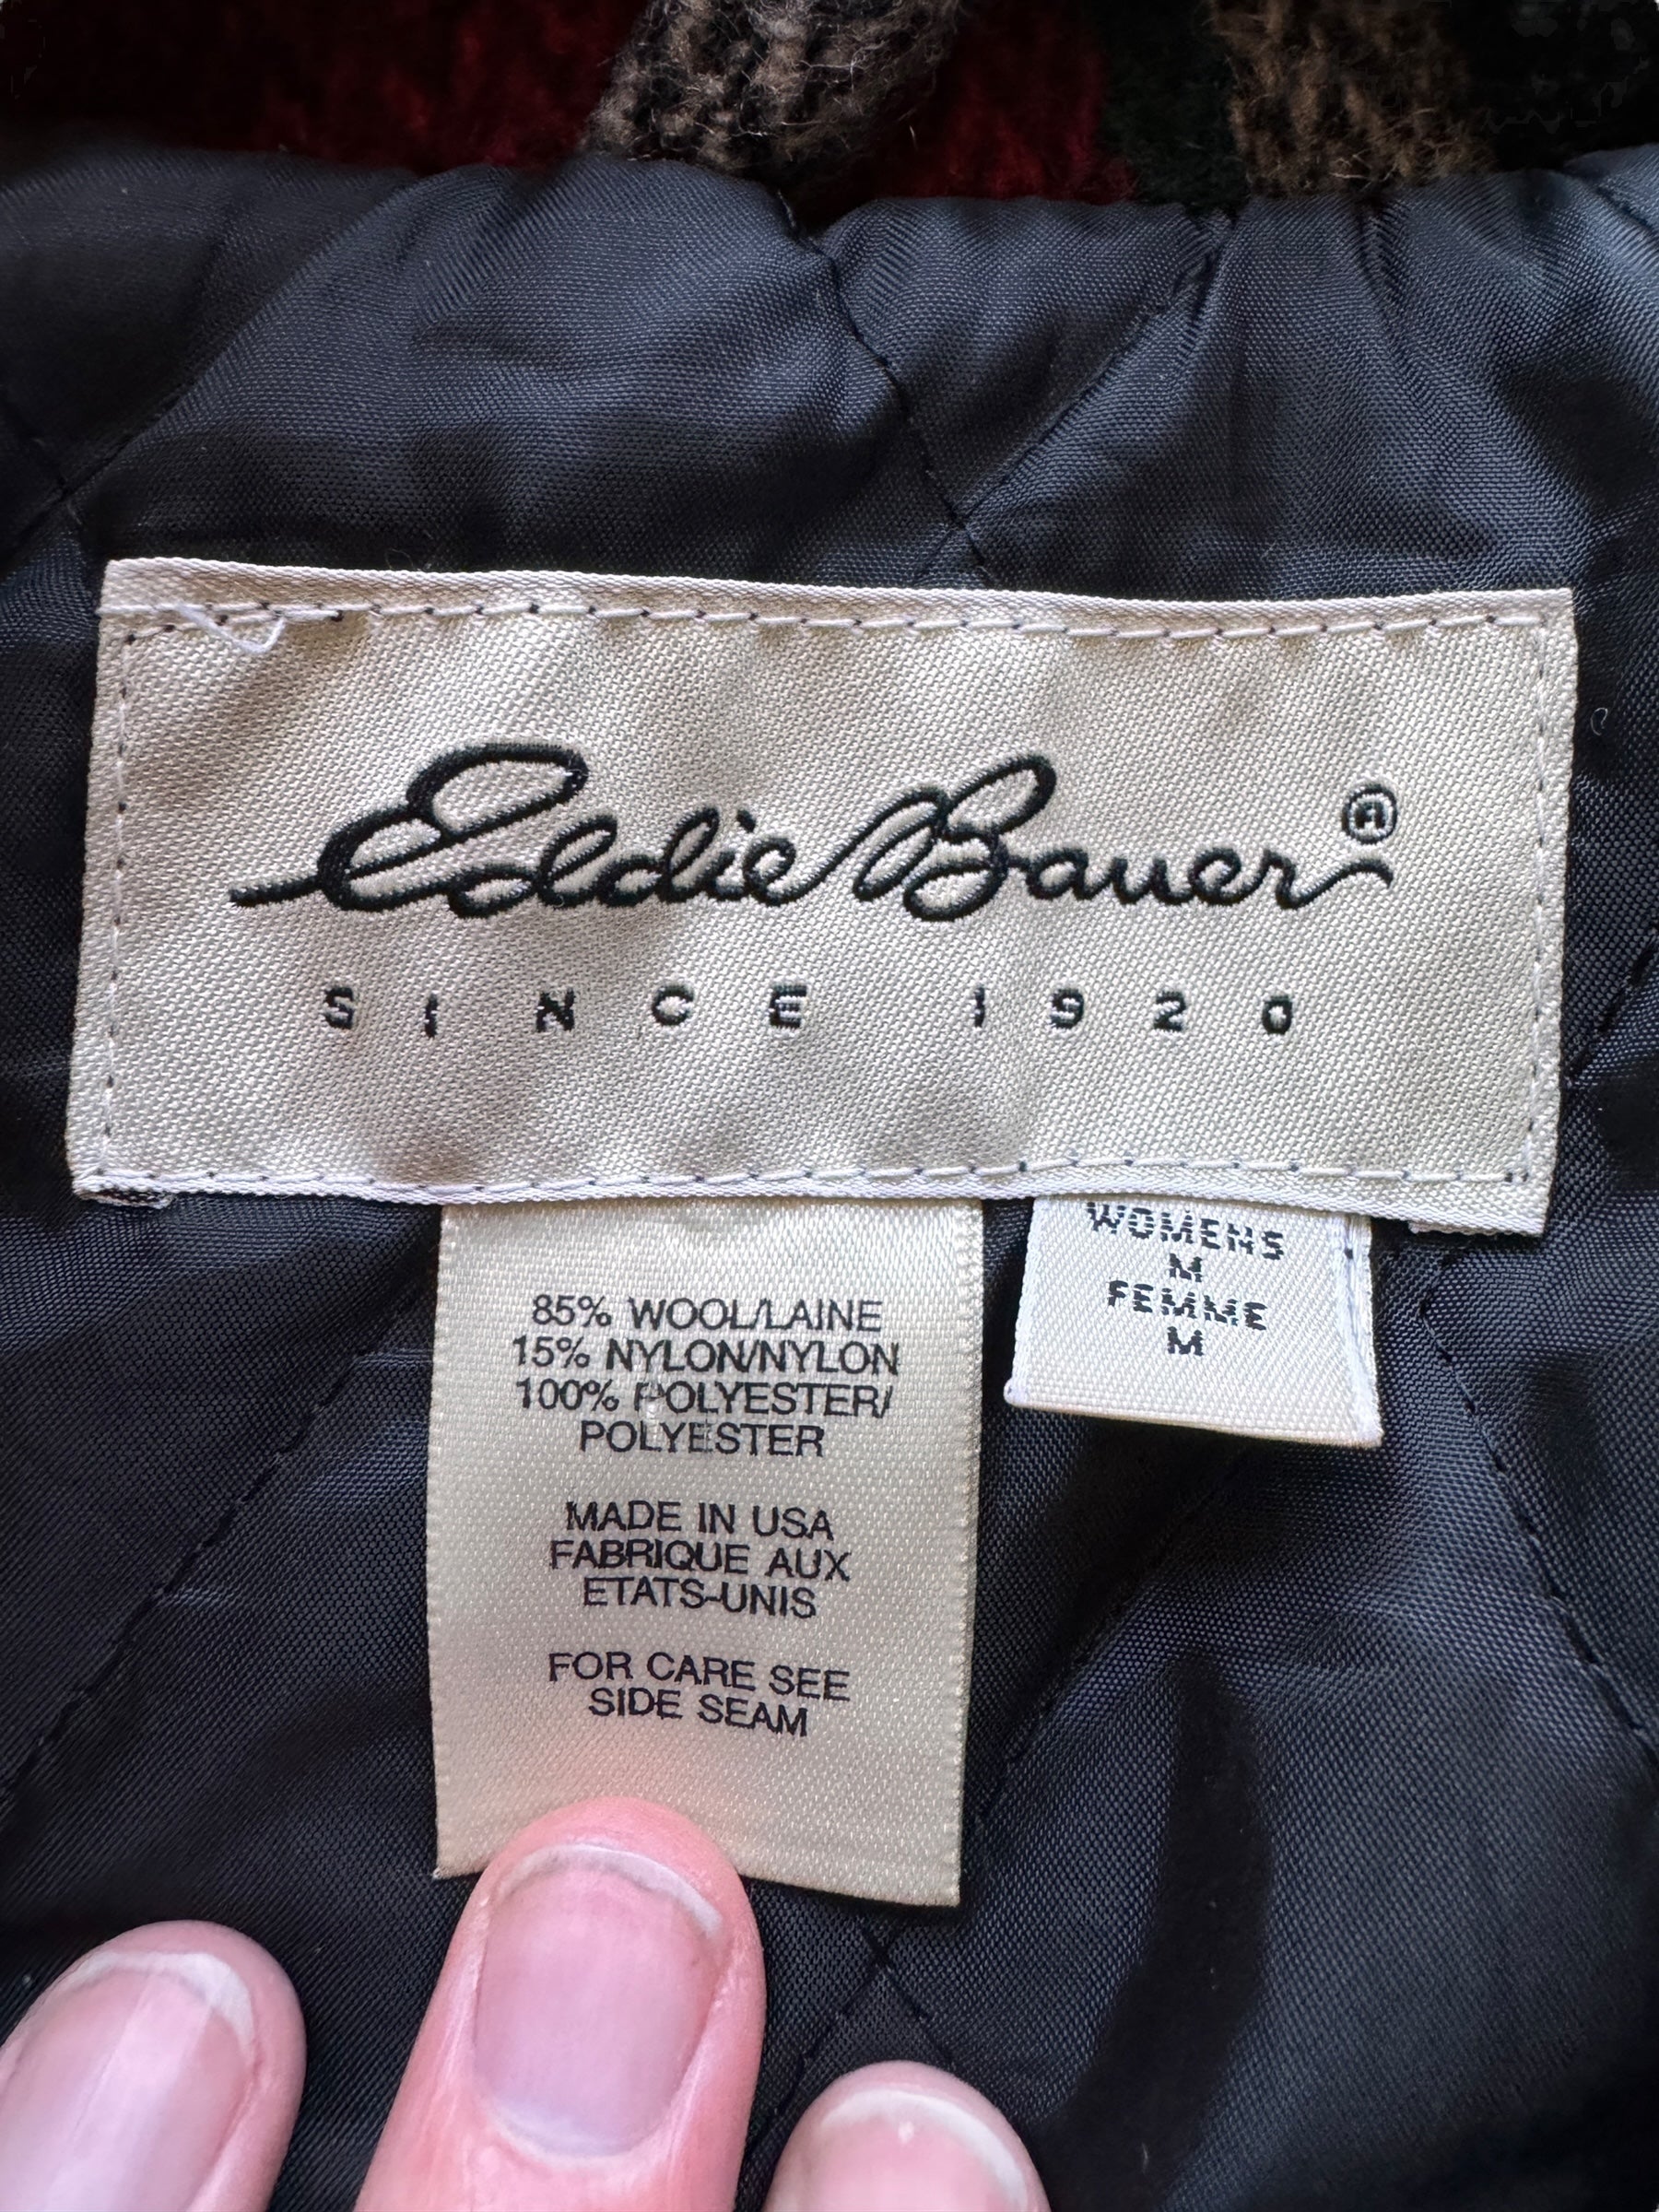 Eddie Bauer®
SINCE 1920
WOMENS
M
FEMME
M
85% WOOL/LAINE
15% NYLON/NYLON
100% POLYESTER/
POLYESTER
MADE IN USA
FABRIQUE AUX
ETATS-UNIS
FOR CARE SEE
SIDE SEAM